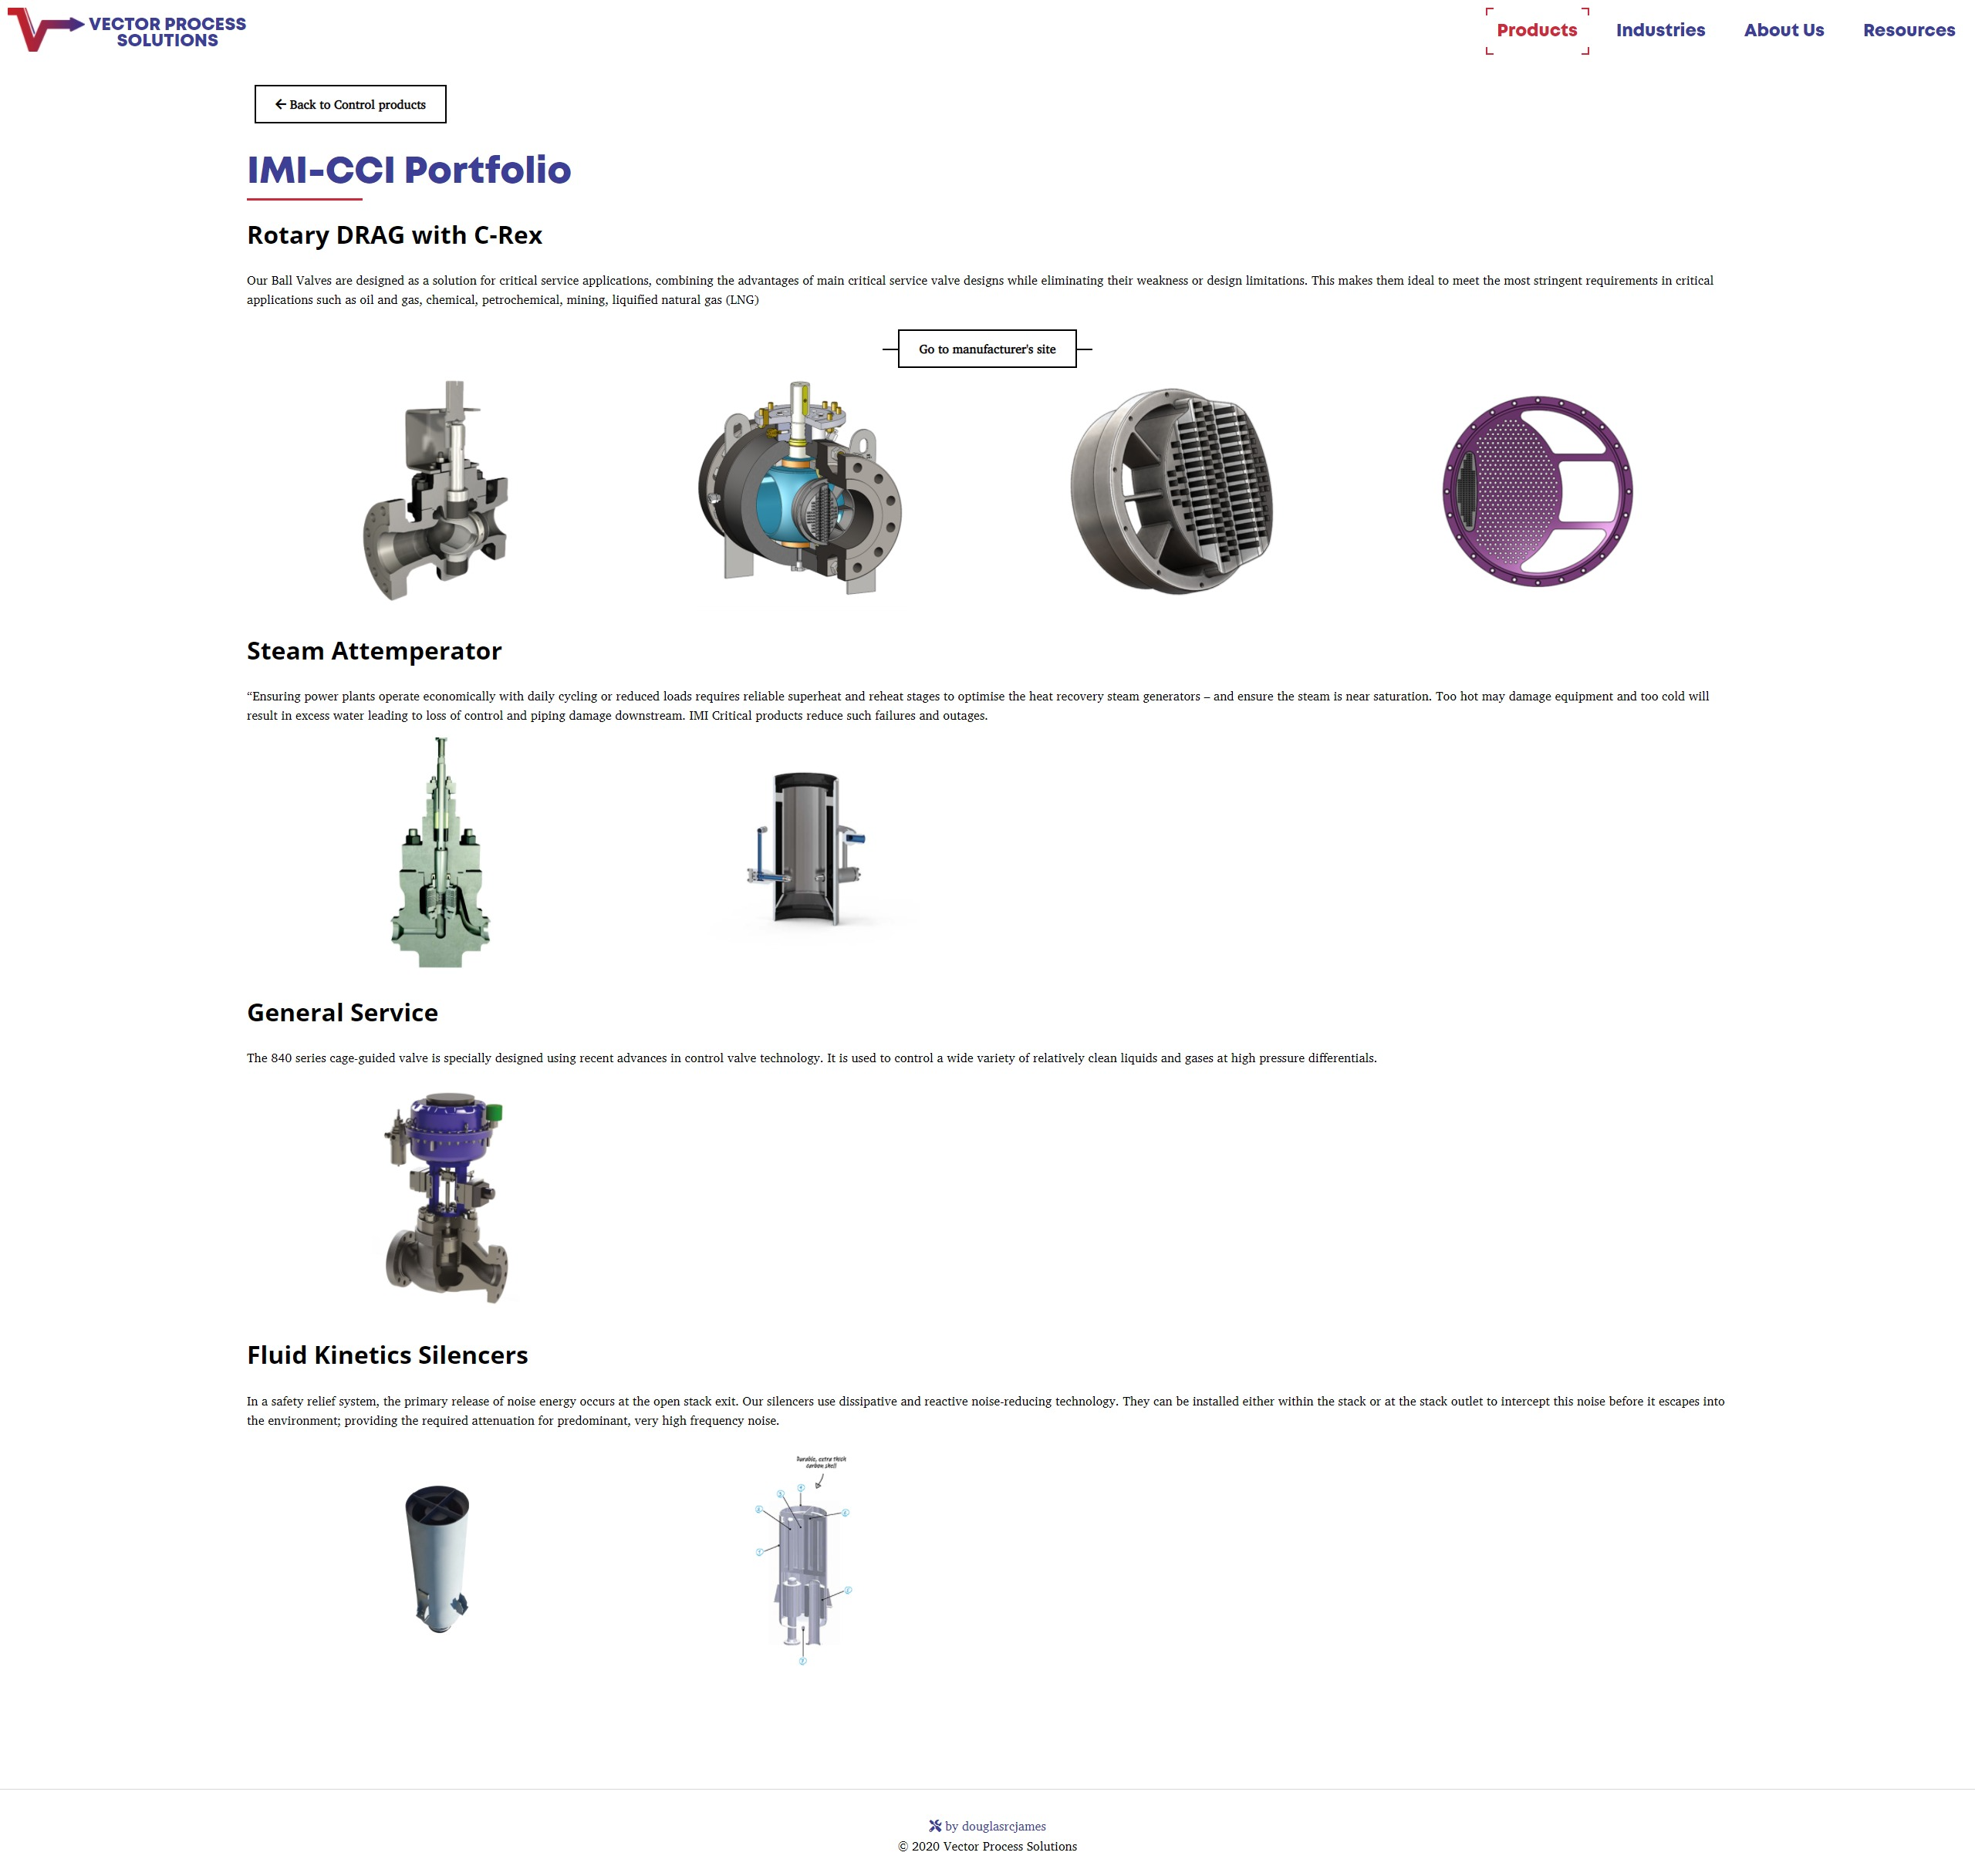 VECTOR PROCESS
SOLUTIONS
Products
Industries
About Us
Resources
Back to Control products
IMI-CCI Portfolio
Rotary DRAG with C-Rex
Our Ball Valves are designed as a solution for critical service applications, combining the advantages of main critical service valve designs while eliminating their weakness or design limitations. This makes them ideal to meet the most stringent requirements in critical
applications such as oil and gas, chemical, petrochemical, mining, liquified natural gas (LNG)
Go to manufacturer's site
Steam Attemperator
“Ensuring power plants operate economically with daily cycling or reduced loads requires reliable superheat and reheat stages to optimise the heat recovery steam generators – and ensure the steam is near saturation. Too hot may damage equipment and too cold will
result in excess water leading to loss of control and piping damage downstream. IMI Critical products reduce such failures and outages.
General Service
The 840 series cage-guided valve is specially designed using recent advances in control valve technology. It is used to control a wide variety of relatively clean liquids and gases at high pressure differentials.
Fluid Kinetics Silencers
In a safety relief system, the primary release of noise energy occurs at the open stack exit. Our silencers use dissipative and reactive noise-reducing technology. They can be installed either within the stack or at the stack outlet to intercept this noise before it escapes into
the environment; providing the required attenuation for predominant, very high frequency noise.
Durable, extra thick
carbon shell
by douglasrcjames
© 2020 Vector Process Solutions